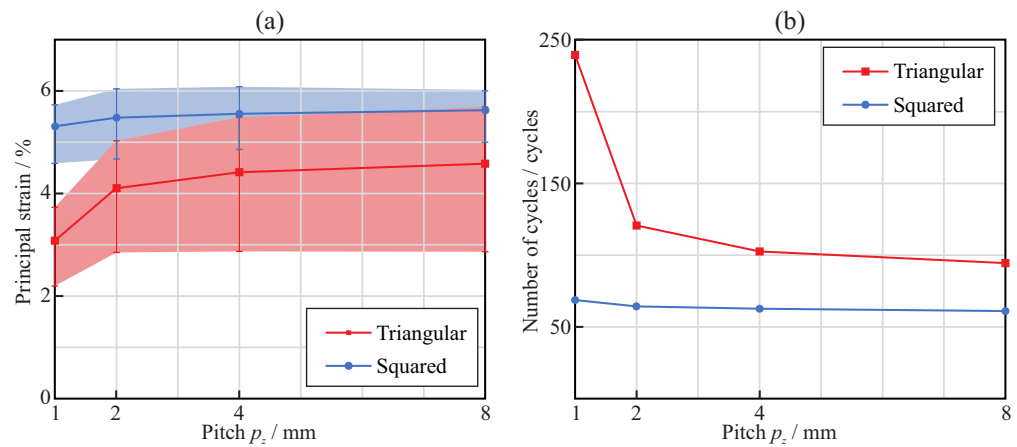 (a)
Principal strain / %
6
4
2
0
1 2 4 8
Pitch p_z / mm
Triangular
Squared
(b)
Number of cycles / cycles
250
150
50
1 2 4 8
Pitch p_z / mm
Triangular
Squared